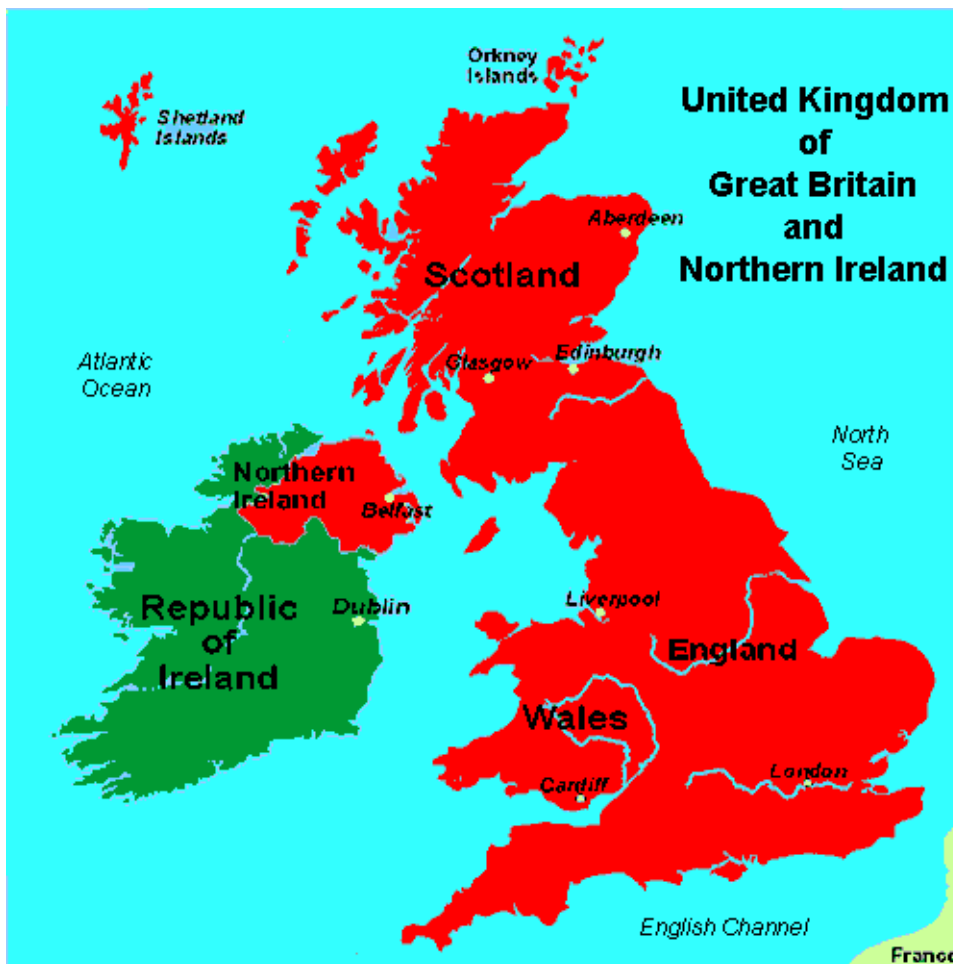 Orkney
Islands
United Kingdom
of
Great Britain
and
Northern Ireland
Shetland
Islands
Aberdeen
Scotland
Atlantic
Ocean
Glasgow
Edinburgh
North
Sea
Northern
Ireland
Belfast
Republic
of
Ireland
Dublin
Liverpool
England
Wales
Cardiff
London
English Channel
France